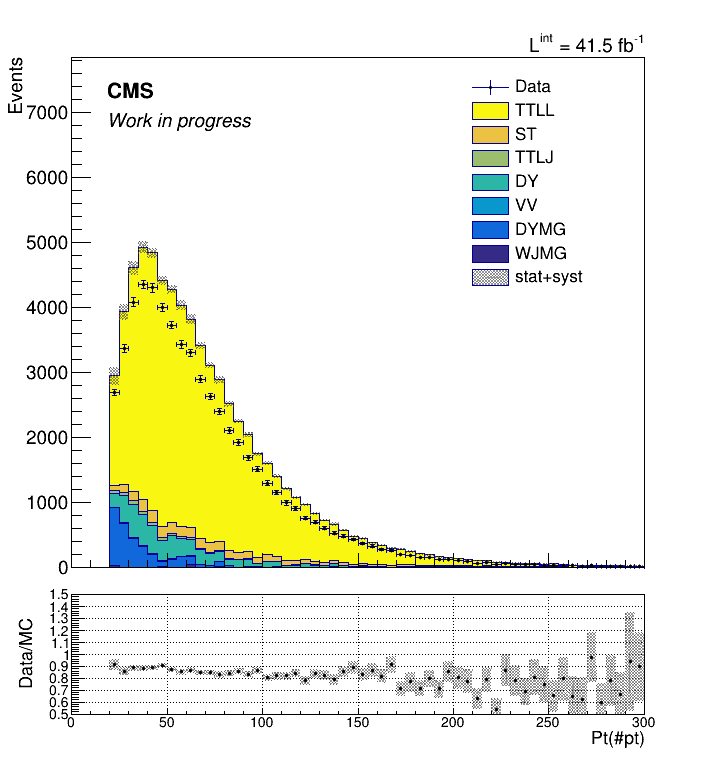 L^int = 41.5 fb^-1
Events
CMS
Work in progress
Data
TTLL
ST
TTLJ
DY
VV
DYMG
WJMG
stat+syst
7000
6000
5000
4000
3000
2000
1000
0
Data/MC
1.5
1.4
1.3
1.2
1.1
1
0.9
0.8
0.7
0.6
0.5
0 50 100 150 200 250 300
Pt(#pt)